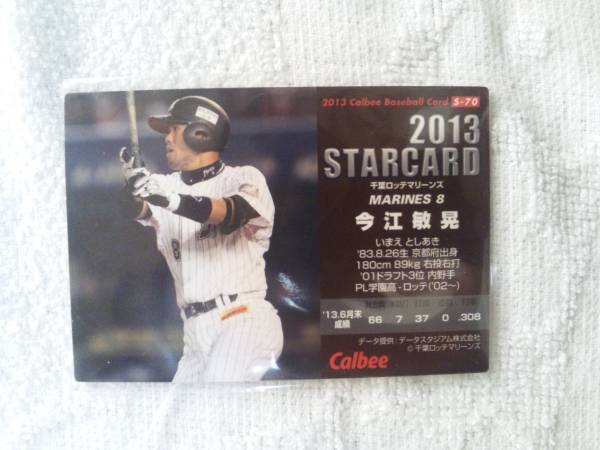 2013 Calbee Baseball Card S-70
2013
STARCARD
千葉ロッテマリーンズ
MARINES 8
今江敏晃
いまえ としあき
'83.8.26生 京都府出身
180cm 89kg 右投右打
'01ドラフト3位 内野手
PL学園高-ロッテ('02〜)
'13.6月末
成績 66 7 37 0 .308
データ提供:データスタジアム株式会社
© 千葉ロッテマリーンズ
Calbee